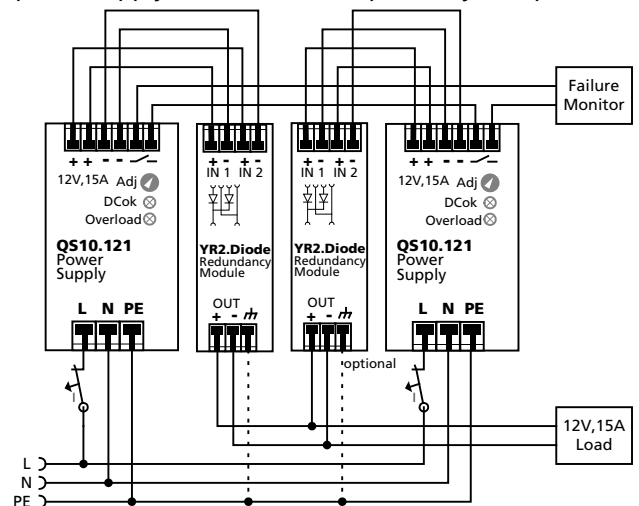 Failure
Monitor
+ + - -
12V,15A Adj
DCok
Overload
QS10.121
Power
Supply
L N PE
+ - + -
IN 1 IN 2
YR2.Diode
Redundancy
Module
OUT
+ -
+ - + -
IN 1 IN 2
YR2.Diode
Redundancy
Module
OUT
+ -
optional
+ + - -
12V,15A Adj
DCok
Overload
QS10.121
Power
Supply
L N PE
I
I
12V,15A
Load
L
N
PE